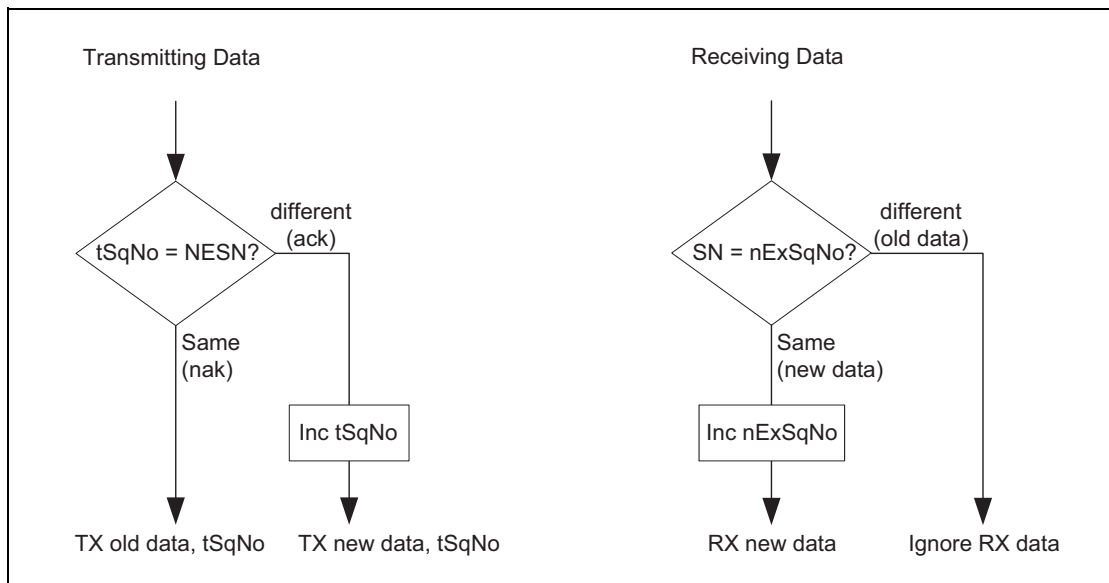 Transmitting Data
tSqNo = NESN?
different
(ack)
Same
(nak)
Inc tSqNo
TX old data, tSqNo
TX new data, tSqNo
Receiving Data
SN = nExSqNo?
different
(old data)
Same
(new data)
Inc nExSqNo
RX new data
Ignore RX data